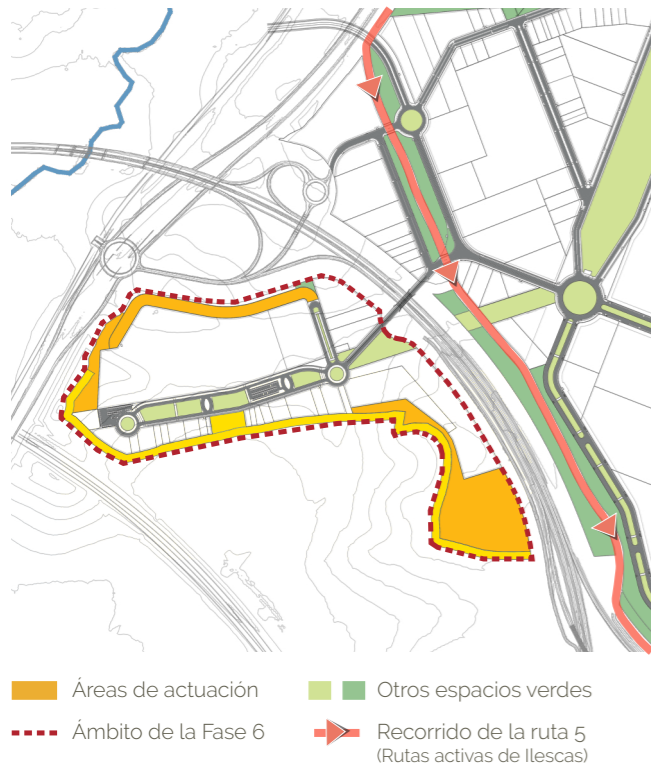 Áreas de actuación
Otros espacios verdes
Ámbito de la Fase 6
Recorrido de la ruta 5
(Rutas activas de Ilescas)